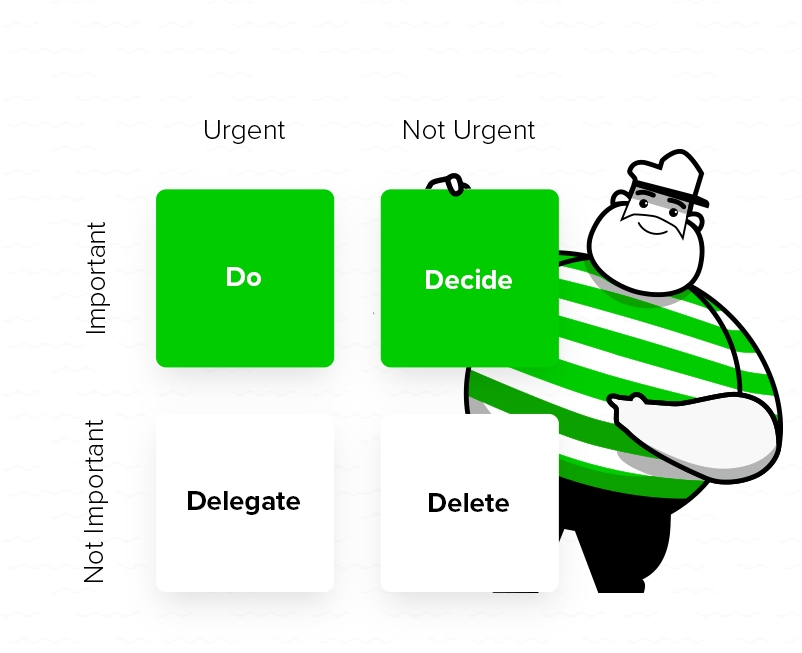 Urgent
Not Urgent
Important
Do
Decide
Not Important
Delegate
Delete